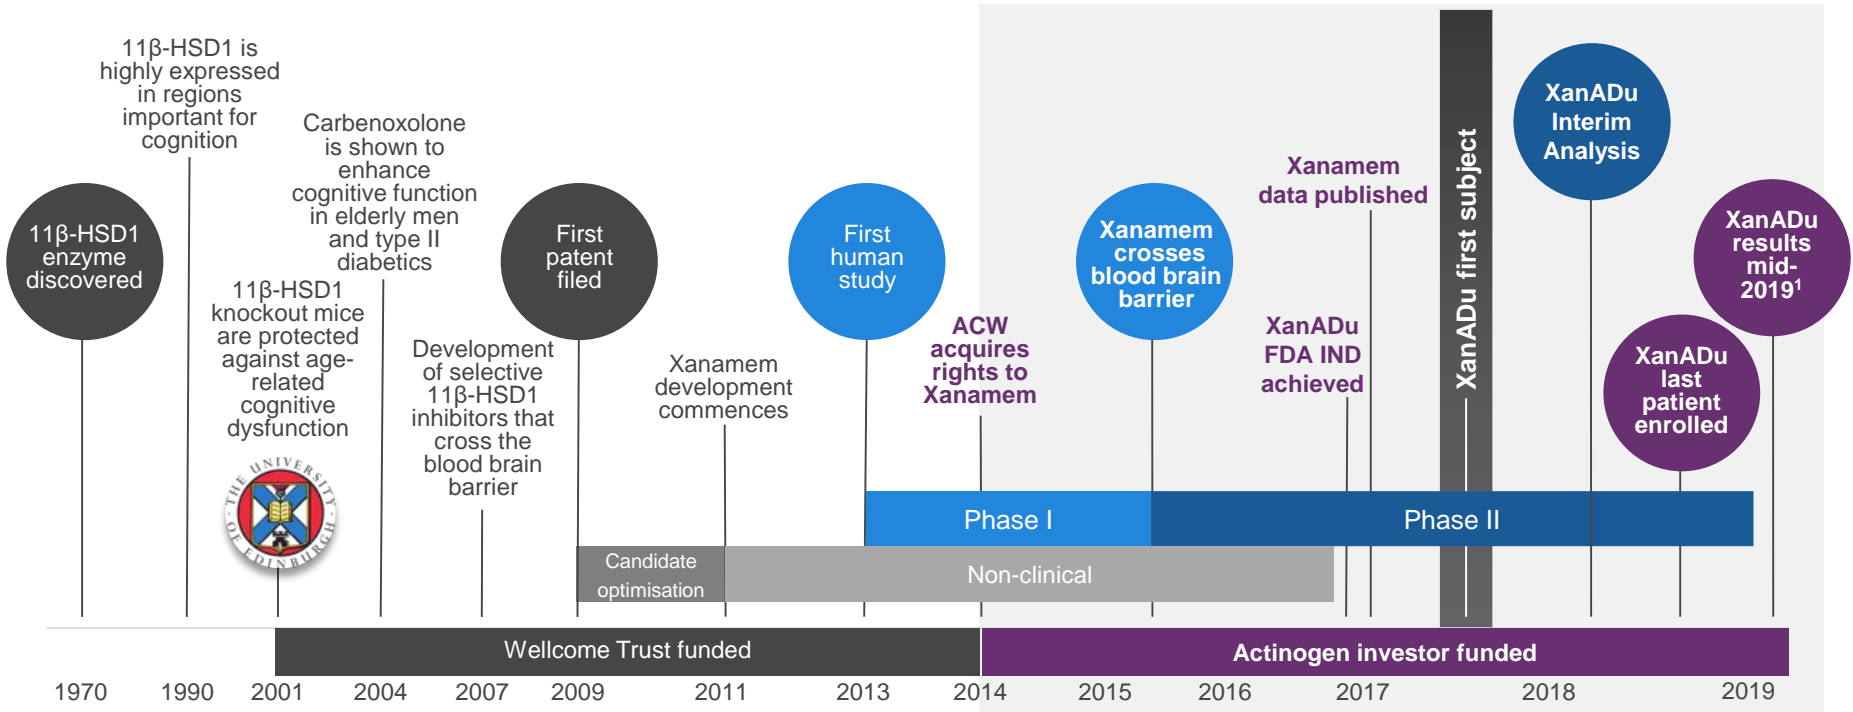 11β-HSD1
enzyme
discovered
11β-HSD1 is
highly expressed
in regions
important for
cognition
11β-HSD1
knockout mice
are protected
against age-
related
cognitive
dysfunction
THE UNIVERSITY
OF EDINBURGH
Carbenoxolone
is shown to
enhance
cognitive function
in elderly men
and type II
diabetics
Development
of selective
11β-HSD1
inhibitors that
cross the
blood brain
barrier
First
patent
filed
Xanamem
development
commences
First
human
study
ACW
acquires
rights to
Xanamem
Xanamem
crosses
blood brain
barrier
XanADu
FDA IND
achieved
Xanamem
data published
XanADu first subject
XanADu
Interim
Analysis
XanADu
last
patient
enrolled
XanADu
results
mid-
2019¹
Phase I
Phase II
Candidate
optimisation
Non-clinical
Wellcome Trust funded
Actinogen investor funded
1970 1990 2001 2004 2007 2009 2011 2013 2014 2015 2016 2017 2018 2019